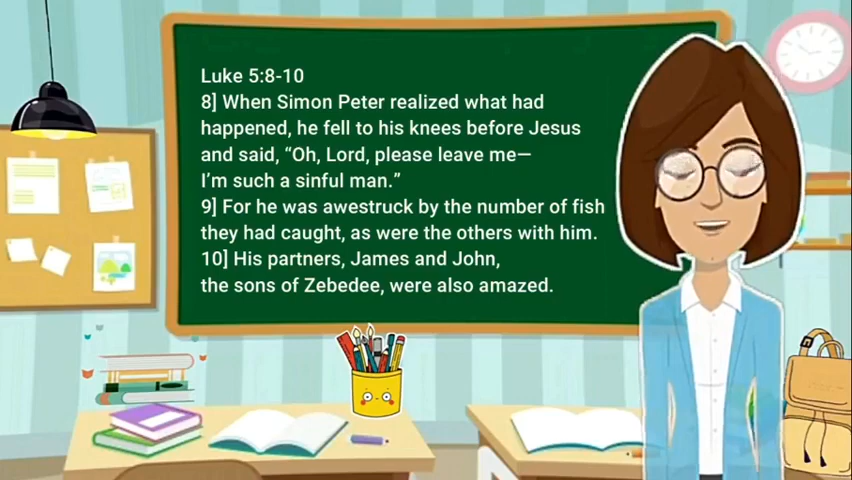 Luke 5:8-10
8] When Simon Peter realized what had
happened, he fell to his knees before Jesus
and said, “Oh, Lord, please leave me—
I’m such a sinful man.”
9] For he was awestruck by the number of fish
they had caught, as were the others with him.
10] His partners, James and John,
the sons of Zebedee, were also amazed.